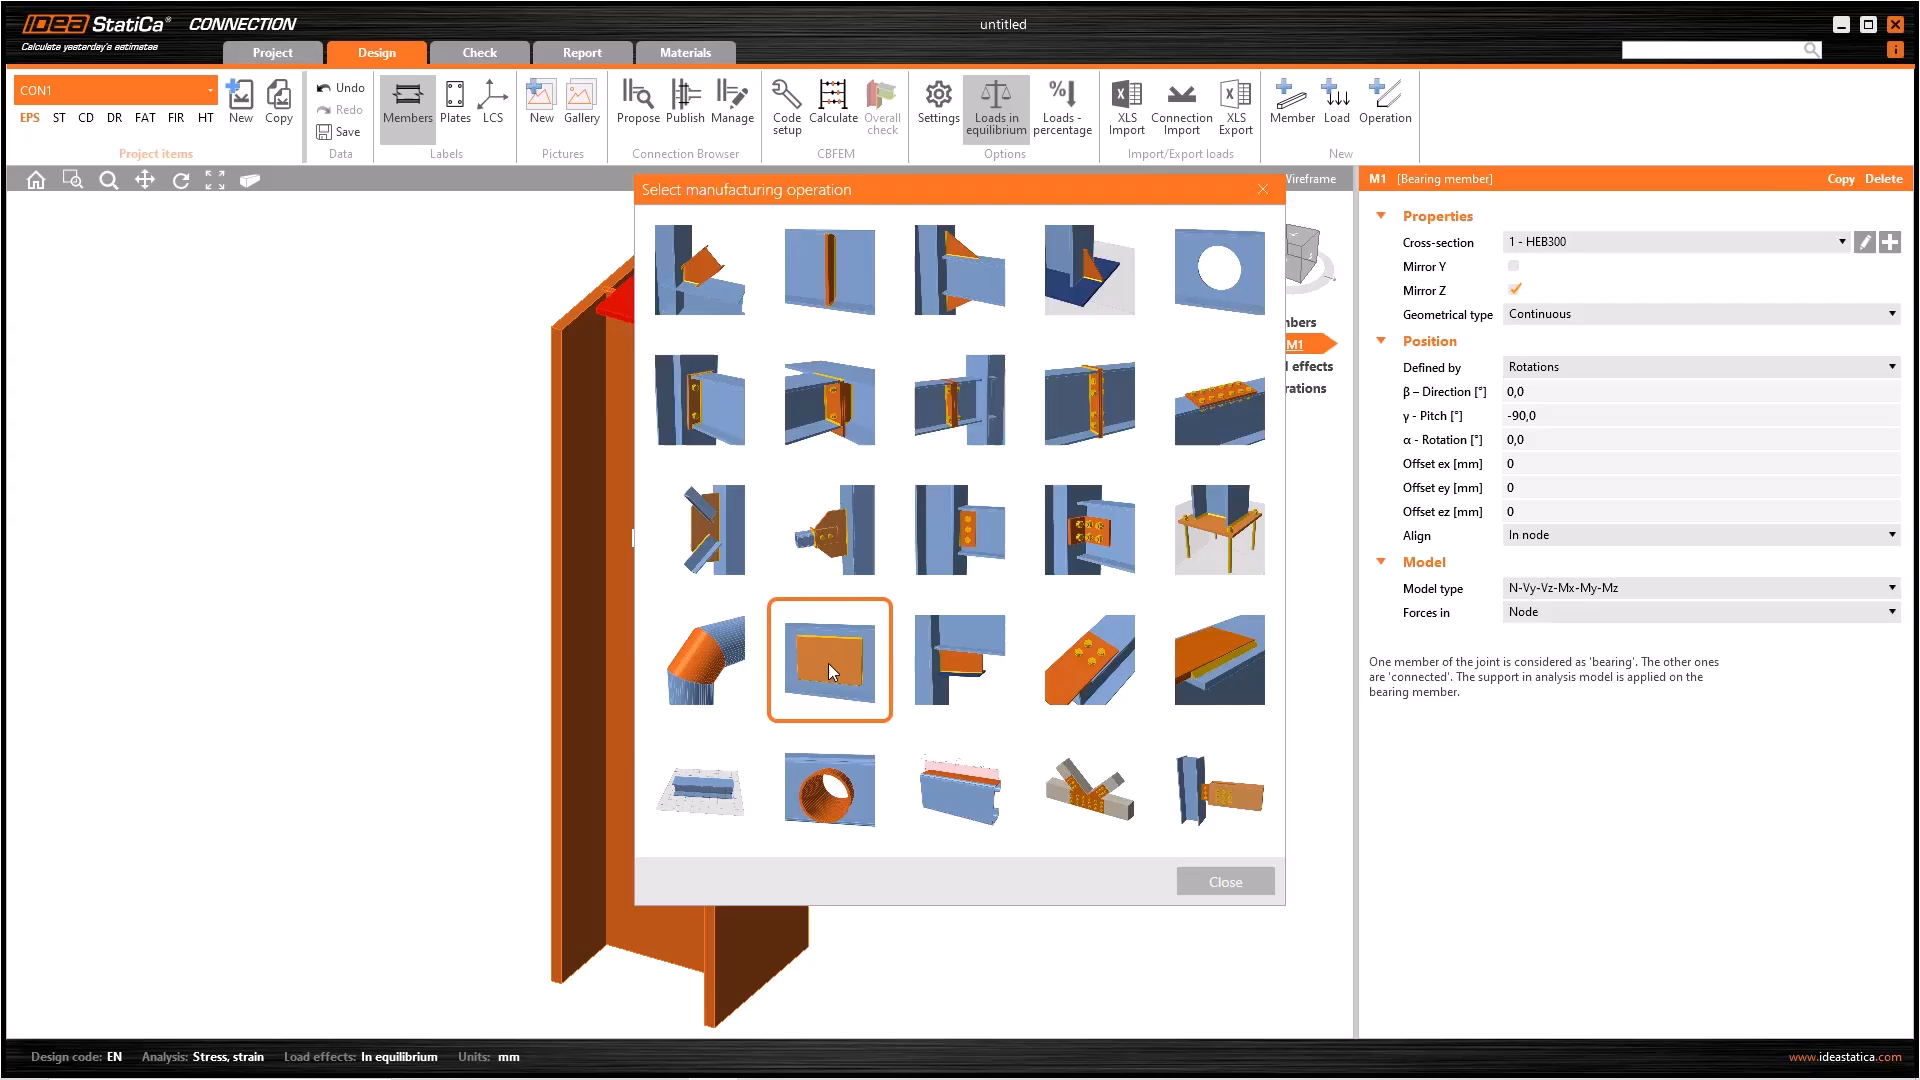 IDEA StatiCa® CONNECTION
Calculate yesterday's estimates
untitled
Project
Design
Check
Report
Materials
CON1
EPS ST CD DR FAT FIR HT
New
Copy
Project items
Undo
Redo
Save
Data
Members
Plates
LCS
Labels
New
Gallery
Pictures
Propose
Publish
Manage
Connection Browser
Code setup
Calculate
Overall check
CBFEM
Settings
Loads in equilibrium
Loads - percentage
Options
XLS Import
Connection Import
XLS Export
Import/Export loads
Member
Load
Operation
New
Select manufacturing operation
Wireframe
mbers
M1
l effects
rations
Close
M1 [Bearing member]
Copy Delete
Properties
Cross-section 1 - HEB300
Mirror Y
Mirror Z
Geometrical type Continuous
Position
Defined by Rotations
β – Direction [°] 0,0
γ - Pitch [°] -90,0
α - Rotation [°] 0,0
Offset ex [mm] 0
Offset ey [mm] 0
Offset ez [mm] 0
Align In node
Model
Model type N-Vy-Vz-Mx-My-Mz
Forces in Node
One member of the joint is considered as 'bearing'. The other ones
are 'connected'. The support in analysis model is applied on the
bearing member.
Design code: EN Analysis: Stress, strain Load effects: In equilibrium Units: mm
www.ideastatica.com